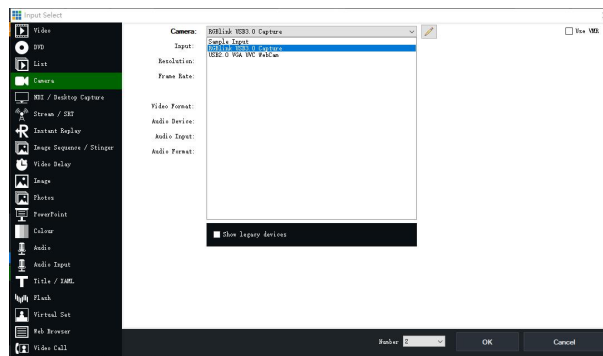 Input Select
Video
DVD
List
Camera
NDI / Desktop Capture
Stream / SRT
Instant Replay
Image Sequence / Stinger
Video Delay
Image
Photos
PowerPoint
Colour
Audio
Audio Input
Title / XAML
Flash
Virtual Set
Web Browser
Video Call
Camera: RGBlink USB3.0 Capture
Use VMR
Sample Input
RGBlink USB3.0 Capture
USB2.0 VGA UVC WebCam
Input:
Resolution:
Frame Rate:
Video Format:
Audio Device:
Audio Input:
Audio Format:
Show legacy devices
Number 2
OK
Cancel